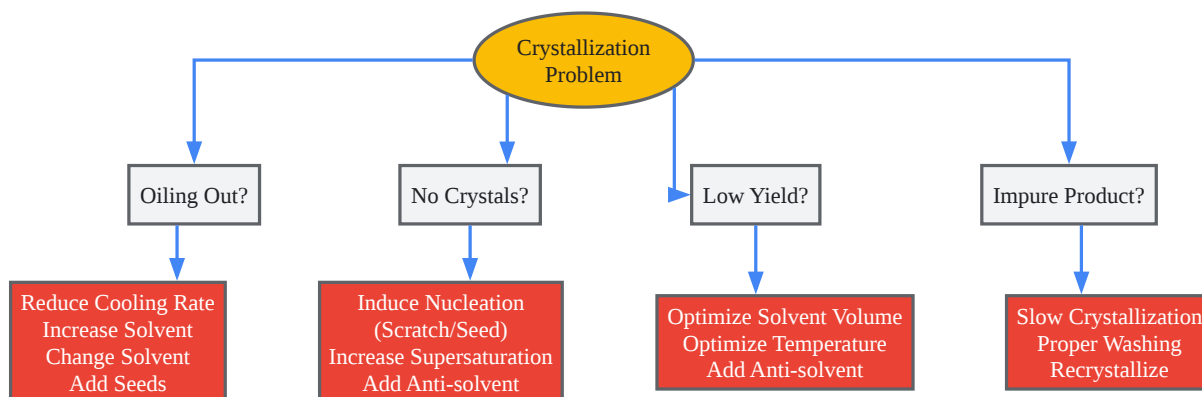 Crystallization
Problem
Oiling Out?
No Crystals?
Low Yield?
Impure Product?
Reduce Cooling Rate
Increase Solvent
Change Solvent
Add Seeds
Induce Nucleation
(Scratch/Seed)
Increase Supersaturation
Add Anti-solvent
Optimize Solvent Volume
Optimize Temperature
Add Anti-solvent
Slow Crystallization
Proper Washing
Recrystallize